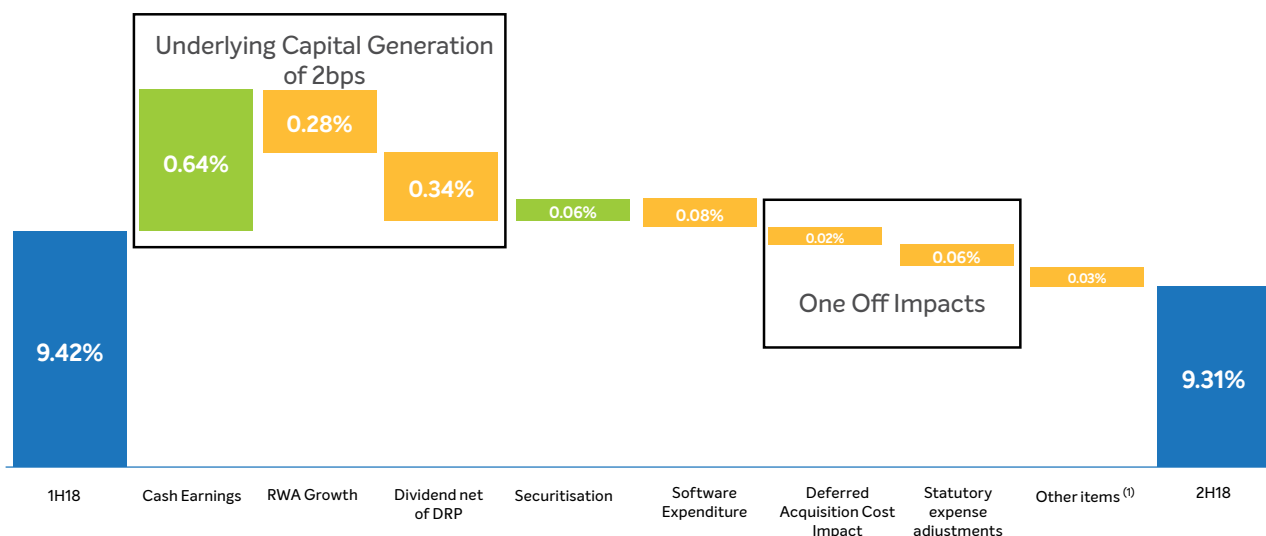 Underlying Capital Generation
of 2bps
0.64%
0.28%
0.34%
0.06%
0.08%
0.02%
0.06%
0.03%
One Off Impacts
9.42%
9.31%
1H18
Cash Earnings
RWA Growth
Dividend net
of DRP
Securitisation
Software
Expenditure
Deferred
Acquisition Cost
Impact
Statutory
expense
adjustments
Other items (1)
2H18